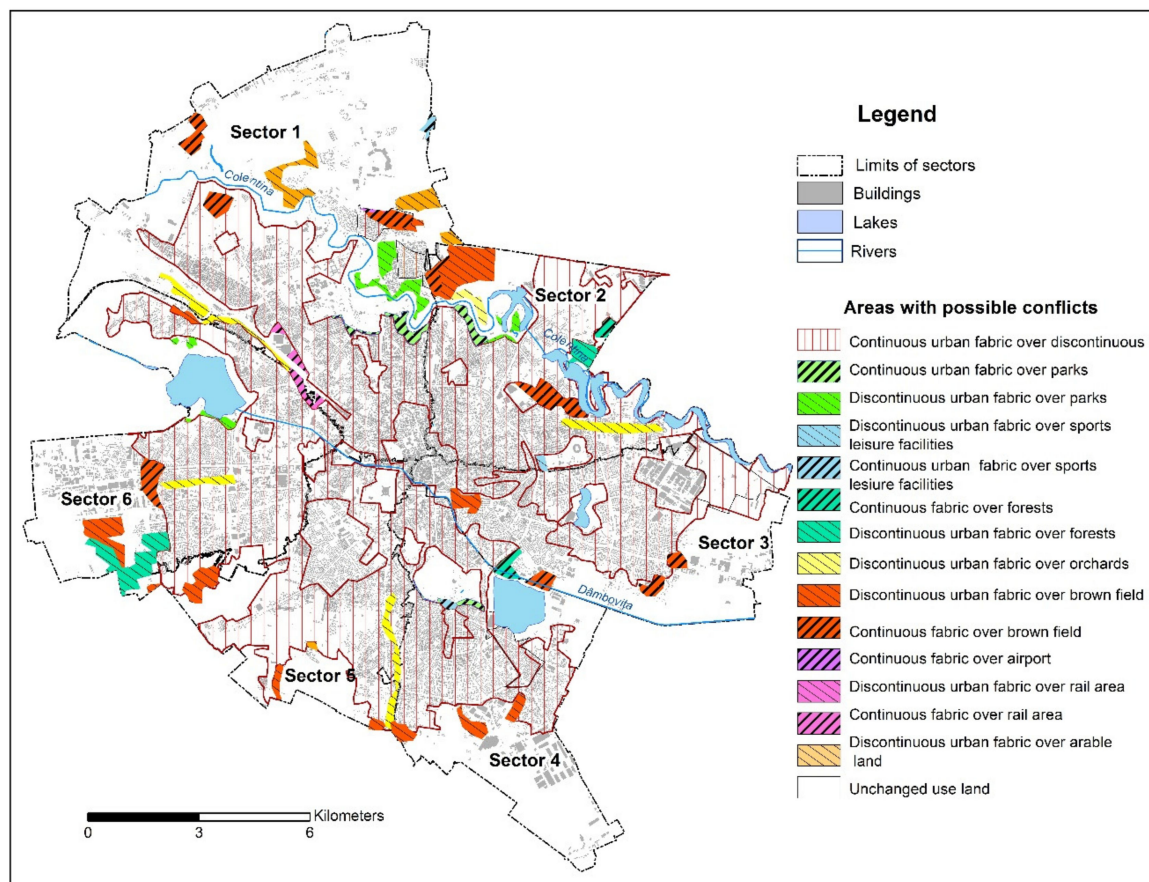 Sector 1
Colentina
Sector 2
Colentina
Sector 6
Sector 3
Dâmbovița
Sector 5
Sector 4
Kilometers
0 3 6
Legend
Limits of sectors
Buildings
Lakes
Rivers
Areas with possible conflicts
Continuous urban fabric over discontinuous
Continuous urban fabric over parks
Discontinuous urban fabric over parks
Discontinuous urban fabric over sports
leisure facilities
Continuous urban fabric over sports
lesiure facilities
Continuous fabric over forests
Discontinuous urban fabric over forests
Discontinuous urban fabric over orchards
Discontinuous urban fabric over brown field
Continuous fabric over brown field
Continuous fabric over airport
Discontinuous urban fabric over rail area
Continuous fabric over rail area
Discontinuous urban fabric over arable
land
Unchanged use land